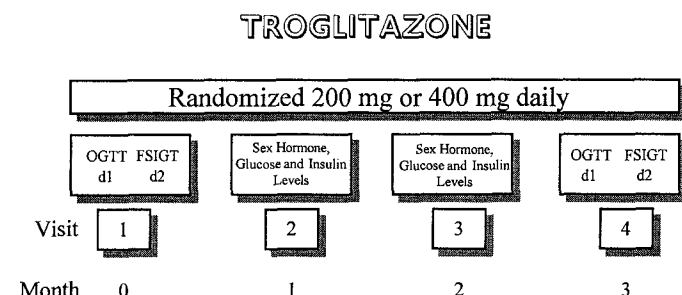 TROGLITAZONE
Randomized 200 mg or 400 mg daily
OGTT FSIGT
d1 d2
Sex Hormone,
Glucose and Insulin
Levels
Sex Hormone,
Glucose and Insulin
Levels
OGTT FSIGT
d1 d2
Visit 1 2 3 4
Month 0 1 2 3